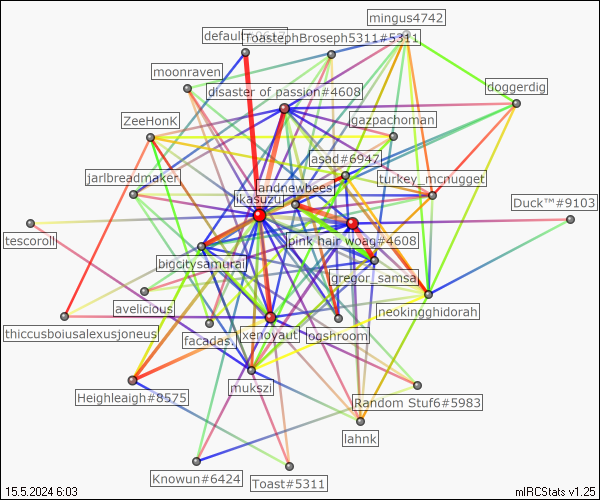 mingus4742
default
ToastephBroseph5311#5311
moonraven
doggerdig
disaster of passion#4608
gazpachoman
ZeeHonK
asad#6947
jarlbreadmaker
turkey_mcnugget
landnewbees
ikasuzu
Duck™#9103
tescoroll
pink hair woag#4608
bigcitysamurai
gregor_samsa
avelicious
neokingghidorah
thiccusboiusalexusjoneus
facadas.
xenoyaut
ogshroom
mukszi
Heighleaigh#8575
Random Stuf6#5983
lahnk
Knowun#6424
Toast#5311
15.5.2024 6:03
mIRCStats v1.25